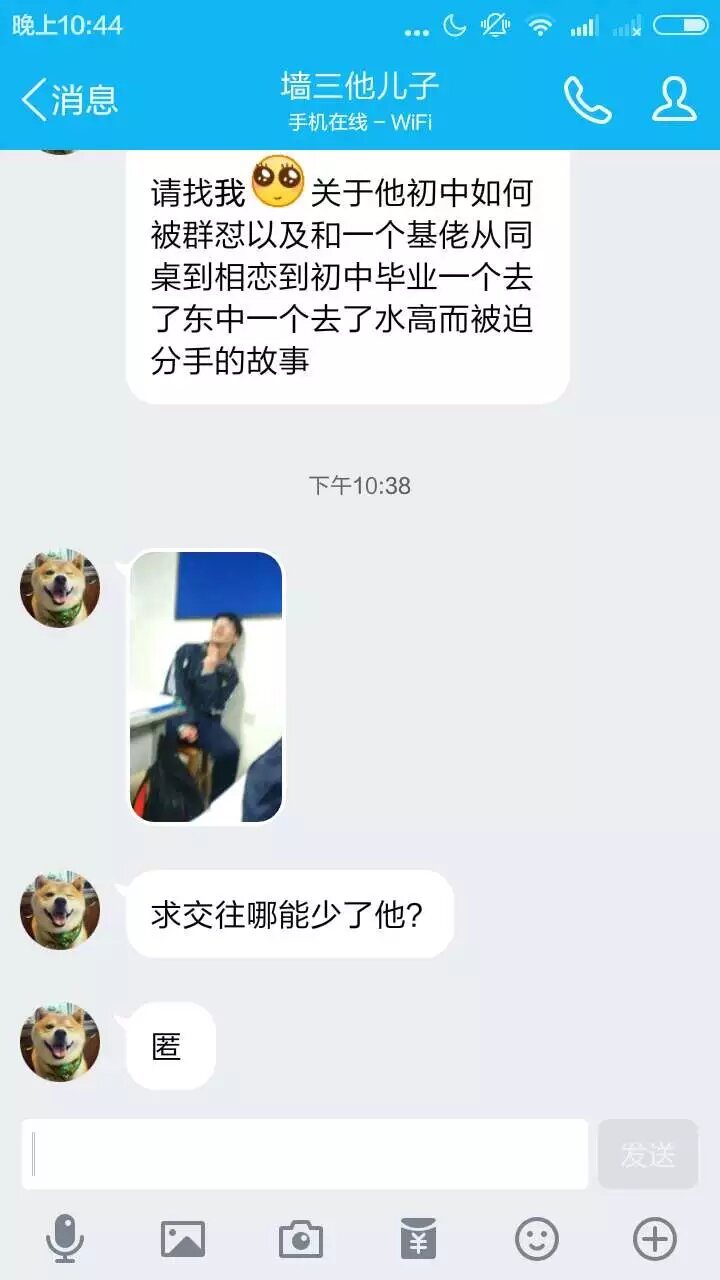 晚上10:44
消息
墙三他儿子
手机在线 – WiFi
请找我🥺关于他初中如何
被群怼以及和一个基佬从同
桌到相恋到初中毕业一个去
了东中一个去了水高而被迫
分手的故事
下午10:38
求交往哪能少了他?
匿
发送